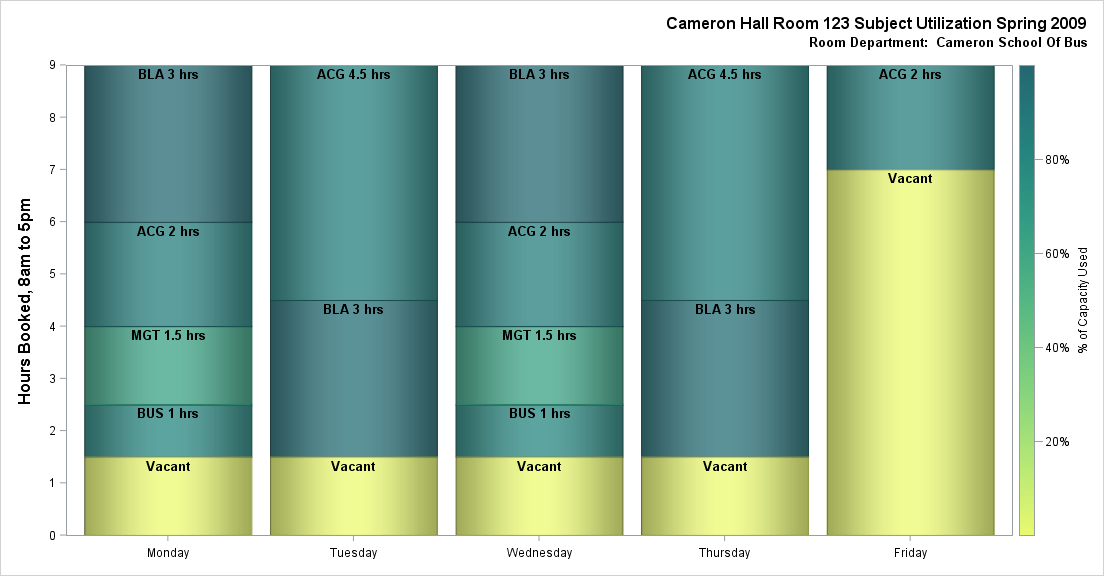 Cameron Hall Room 123 Subject Utilization Spring 2009
Room Department:  Cameron School Of Bus
Hours Booked, 8am to 5pm
9
8
7
6
5
4
3
2
1
0
BLA 3 hrs
ACG 2 hrs
MGT 1.5 hrs
BUS 1 hrs
Vacant
Monday
ACG 4.5 hrs
BLA 3 hrs
Vacant
Tuesday
BLA 3 hrs
ACG 2 hrs
MGT 1.5 hrs
BUS 1 hrs
Vacant
Wednesday
ACG 4.5 hrs
BLA 3 hrs
Vacant
Thursday
ACG 2 hrs
Vacant
Friday
80%
60%
40%
20%
% of Capacity Used